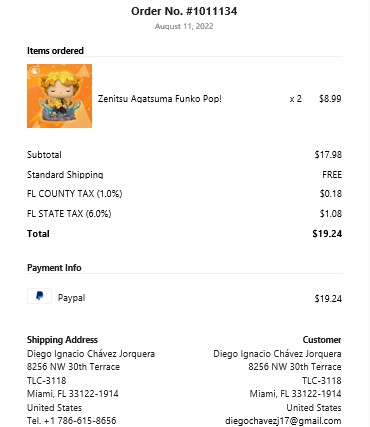 Order No. #1011134
August 11, 2022
Items ordered
Zenitsu Agatsuma Funko Pop! x 2 $8.99
Subtotal $17.98
Standard Shipping FREE
FL COUNTY TAX (1.0%) $0.18
FL STATE TAX (6.0%) $1.08
Total $19.24
Payment Info
Paypal $19.24
Shipping Address Customer
Diego Ignacio Chávez Jorquera Diego Ignacio Chávez Jorquera
8256 NW 30th Terrace 8256 NW 30th Terrace
TLC-3118 TLC-3118
Miami, FL 33122-1914 Miami, FL 33122-1914
United States United States
Tel. +1 786-615-8656 diegochavezj17@gmail.com